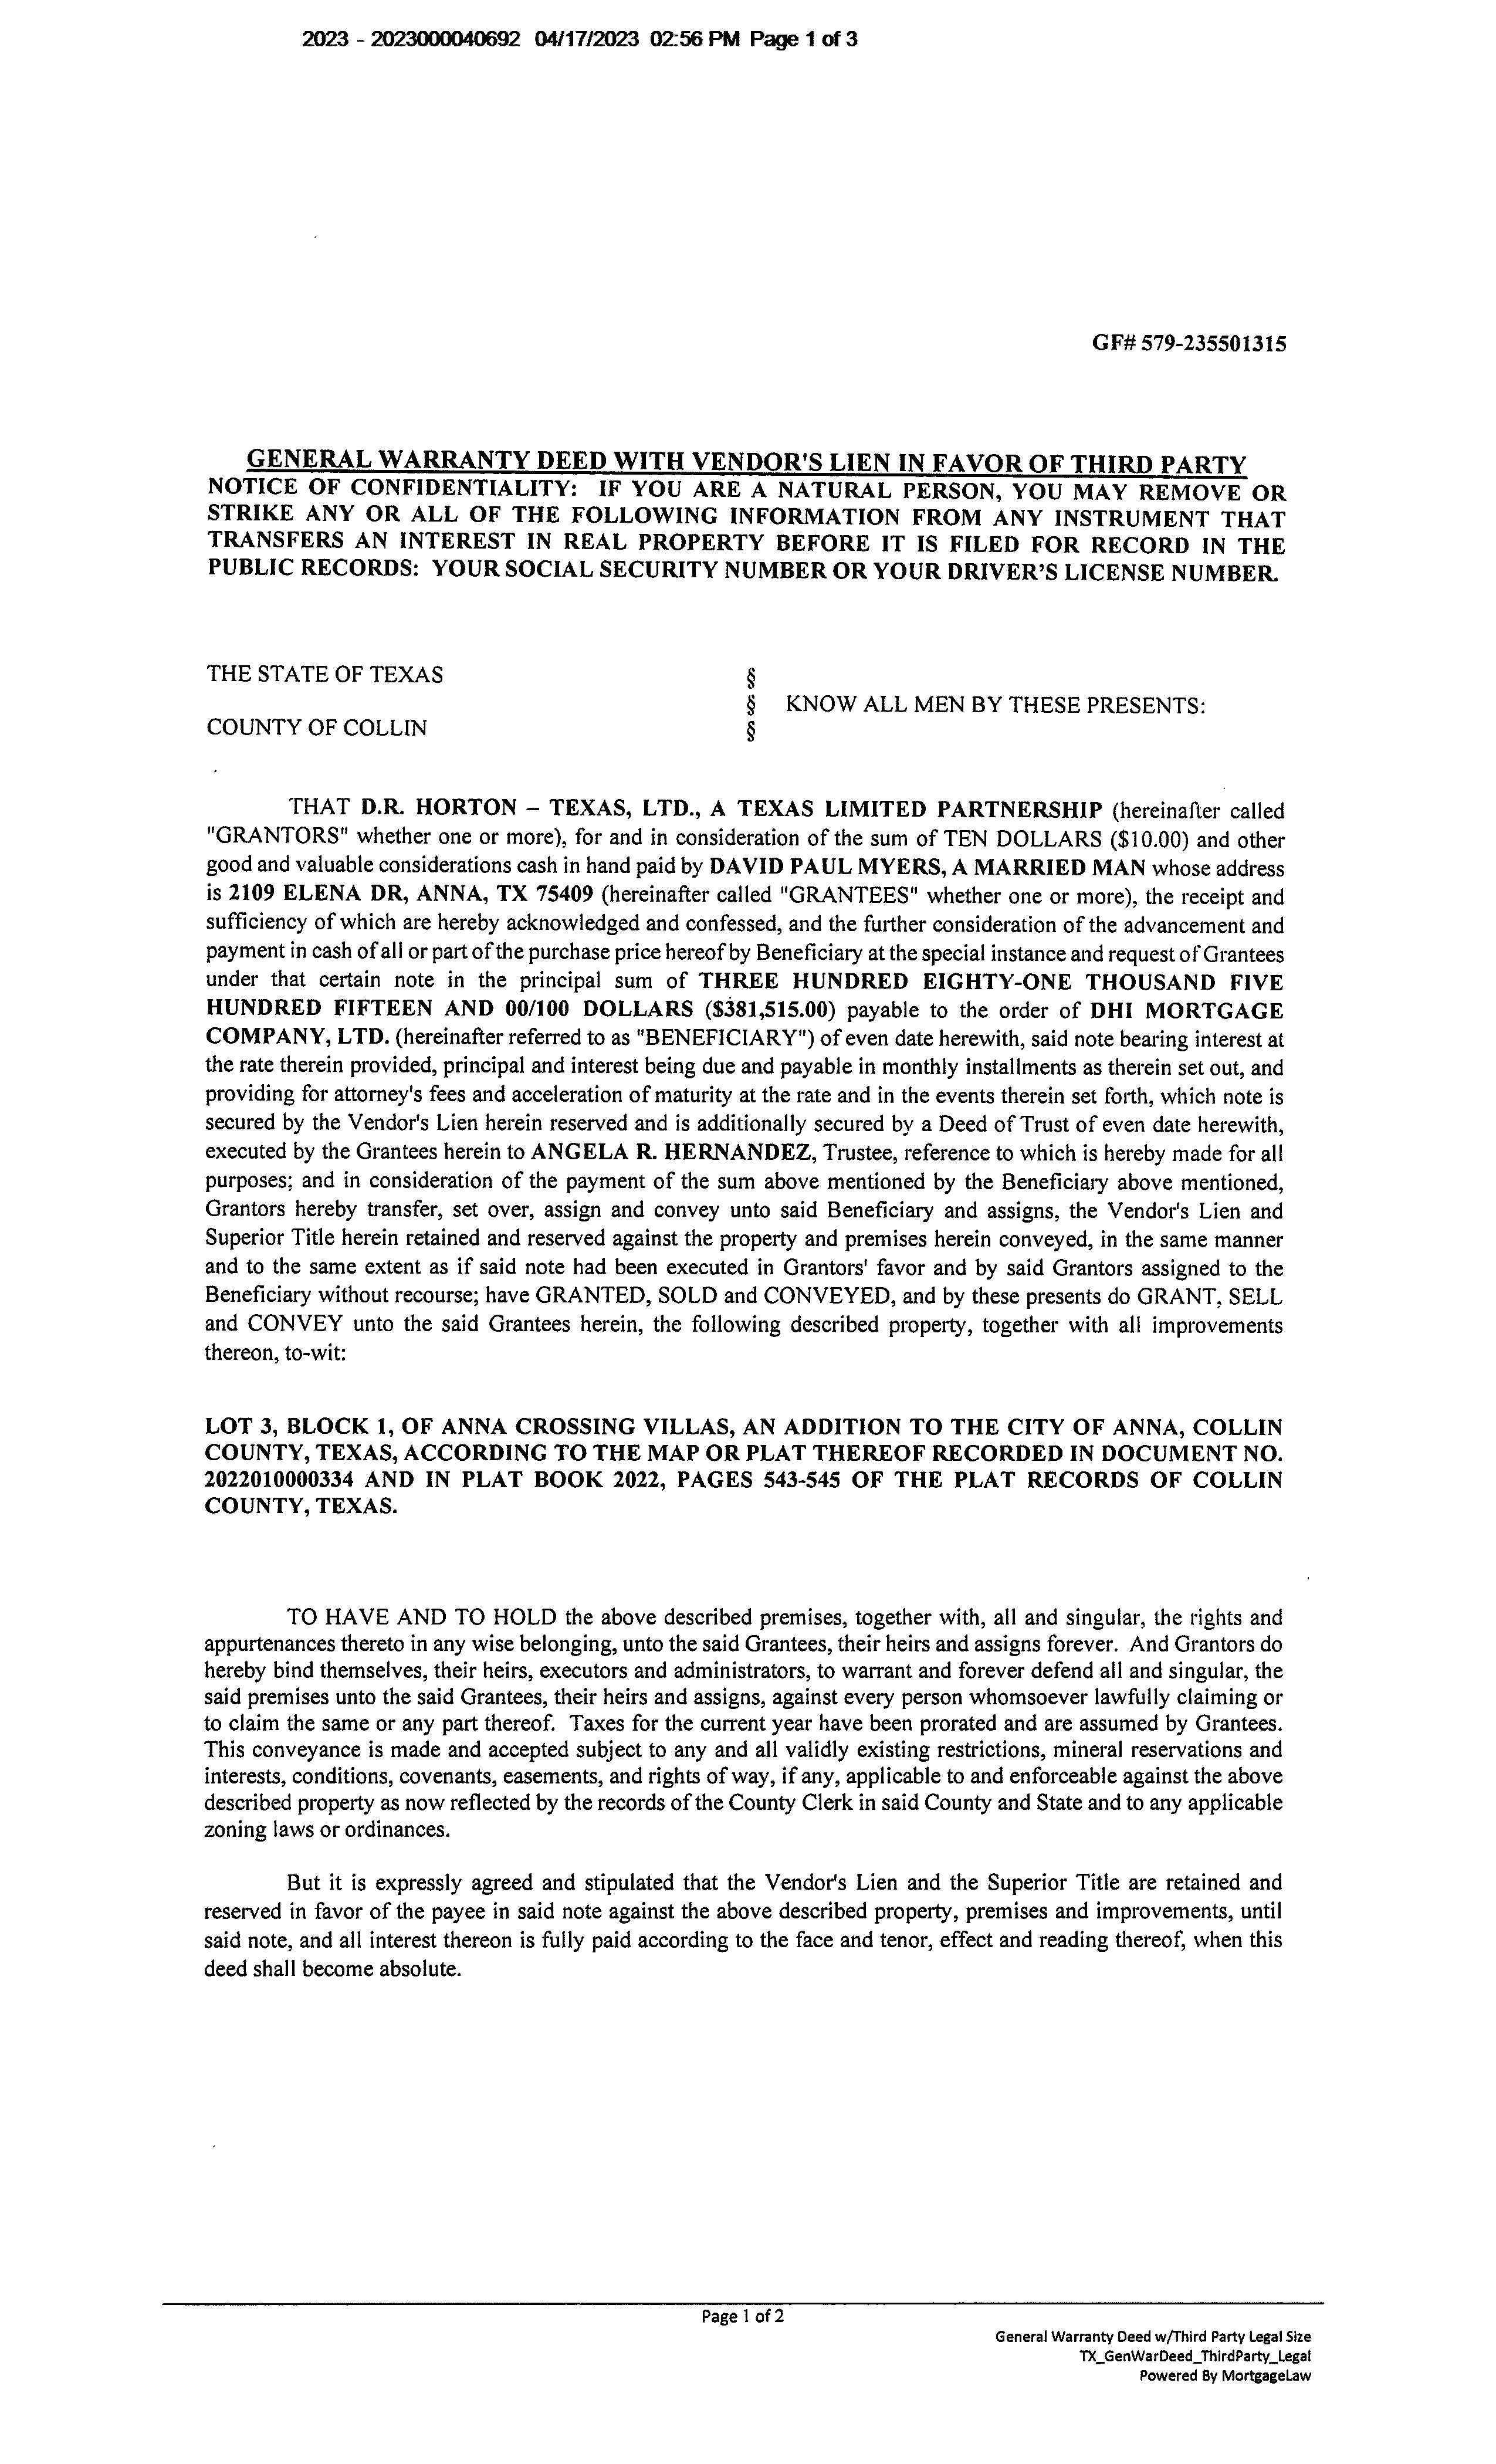 2023 - 2023000040692 04/17/2023 02:56 PM Page 1 of 3
GF# 579-235501315
GENERAL WARRANTY DEED WITH VENDOR'S LIEN IN FAVOR OF THIRD PARTY
NOTICE OF CONFIDENTIALITY: IF YOU ARE A NATURAL PERSON, YOU MAY REMOVE OR
STRIKE ANY OR ALL OF THE FOLLOWING INFORMATION FROM ANY INSTRUMENT THAT
TRANSFERS AN INTEREST IN REAL PROPERTY BEFORE IT IS FILED FOR RECORD IN THE
PUBLIC RECORDS: YOUR SOCIAL SECURITY NUMBER OR YOUR DRIVER'S LICENSE NUMBER.
THE STATE OF TEXAS §
§ KNOW ALL MEN BY THESE PRESENTS:
COUNTY OF COLLIN §
THAT D.R. HORTON – TEXAS, LTD., A TEXAS LIMITED PARTNERSHIP (hereinafter called
"GRANTORS" whether one or more), for and in consideration of the sum of TEN DOLLARS ($10.00) and other
good and valuable considerations cash in hand paid by DAVID PAUL MYERS, A MARRIED MAN whose address
is 2109 ELENA DR, ANNA, TX 75409 (hereinafter called "GRANTEES" whether one or more), the receipt and
sufficiency of which are hereby acknowledged and confessed, and the further consideration of the advancement and
payment in cash of all or part of the purchase price hereof by Beneficiary at the special instance and request of Grantees
under that certain note in the principal sum of THREE HUNDRED EIGHTY-ONE THOUSAND FIVE
HUNDRED FIFTEEN AND 00/100 DOLLARS ($381,515.00) payable to the order of DHI MORTGAGE
COMPANY, LTD. (hereinafter referred to as "BENEFICIARY") of even date herewith, said note bearing interest at
the rate therein provided, principal and interest being due and payable in monthly installments as therein set out, and
providing for attorney's fees and acceleration of maturity at the rate and in the events therein set forth, which note is
secured by the Vendor's Lien herein reserved and is additionally secured by a Deed of Trust of even date herewith,
executed by the Grantees herein to ANGELA R. HERNANDEZ, Trustee, reference to which is hereby made for all
purposes; and in consideration of the payment of the sum above mentioned by the Beneficiary above mentioned,
Grantors hereby transfer, set over, assign and convey unto said Beneficiary and assigns, the Vendor's Lien and
Superior Title herein retained and reserved against the property and premises herein conveyed, in the same manner
and to the same extent as if said note had been executed in Grantors' favor and by said Grantors assigned to the
Beneficiary without recourse; have GRANTED, SOLD and CONVEYED, and by these presents do GRANT, SELL
and CONVEY unto the said Grantees herein, the following described property, together with all improvements
thereon, to-wit:
LOT 3, BLOCK 1, OF ANNA CROSSING VILLAS, AN ADDITION TO THE CITY OF ANNA, COLLIN
COUNTY, TEXAS, ACCORDING TO THE MAP OR PLAT THEREOF RECORDED IN DOCUMENT NO.
2022010000334 AND IN PLAT BOOK 2022, PAGES 543-545 OF THE PLAT RECORDS OF COLLIN
COUNTY, TEXAS.
TO HAVE AND TO HOLD the above described premises, together with, all and singular, the rights and
appurtenances thereto in any wise belonging, unto the said Grantees, their heirs and assigns forever. And Grantors do
hereby bind themselves, their heirs, executors and administrators, to warrant and forever defend all and singular, the
said premises unto the said Grantees, their heirs and assigns, against every person whomsoever lawfully claiming or
to claim the same or any part thereof. Taxes for the current year have been prorated and are assumed by Grantees.
This conveyance is made and accepted subject to any and all validly existing restrictions, mineral reservations and
interests, conditions, covenants, easements, and rights of way, if any, applicable to and enforceable against the above
described property as now reflected by the records of the County Clerk in said County and State and to any applicable
zoning laws or ordinances.
But it is expressly agreed and stipulated that the Vendor's Lien and the Superior Title are retained and
reserved in favor of the payee in said note against the above described property, premises and improvements, until
said note, and all interest thereon is fully paid according to the face and tenor, effect and reading thereof, when this
deed shall become absolute.
Page 1 of 2
General Warranty Deed w/Third Party Legal Size
TX_GenWarDeed_ThirdParty_Legal
Powered By MortgageLaw